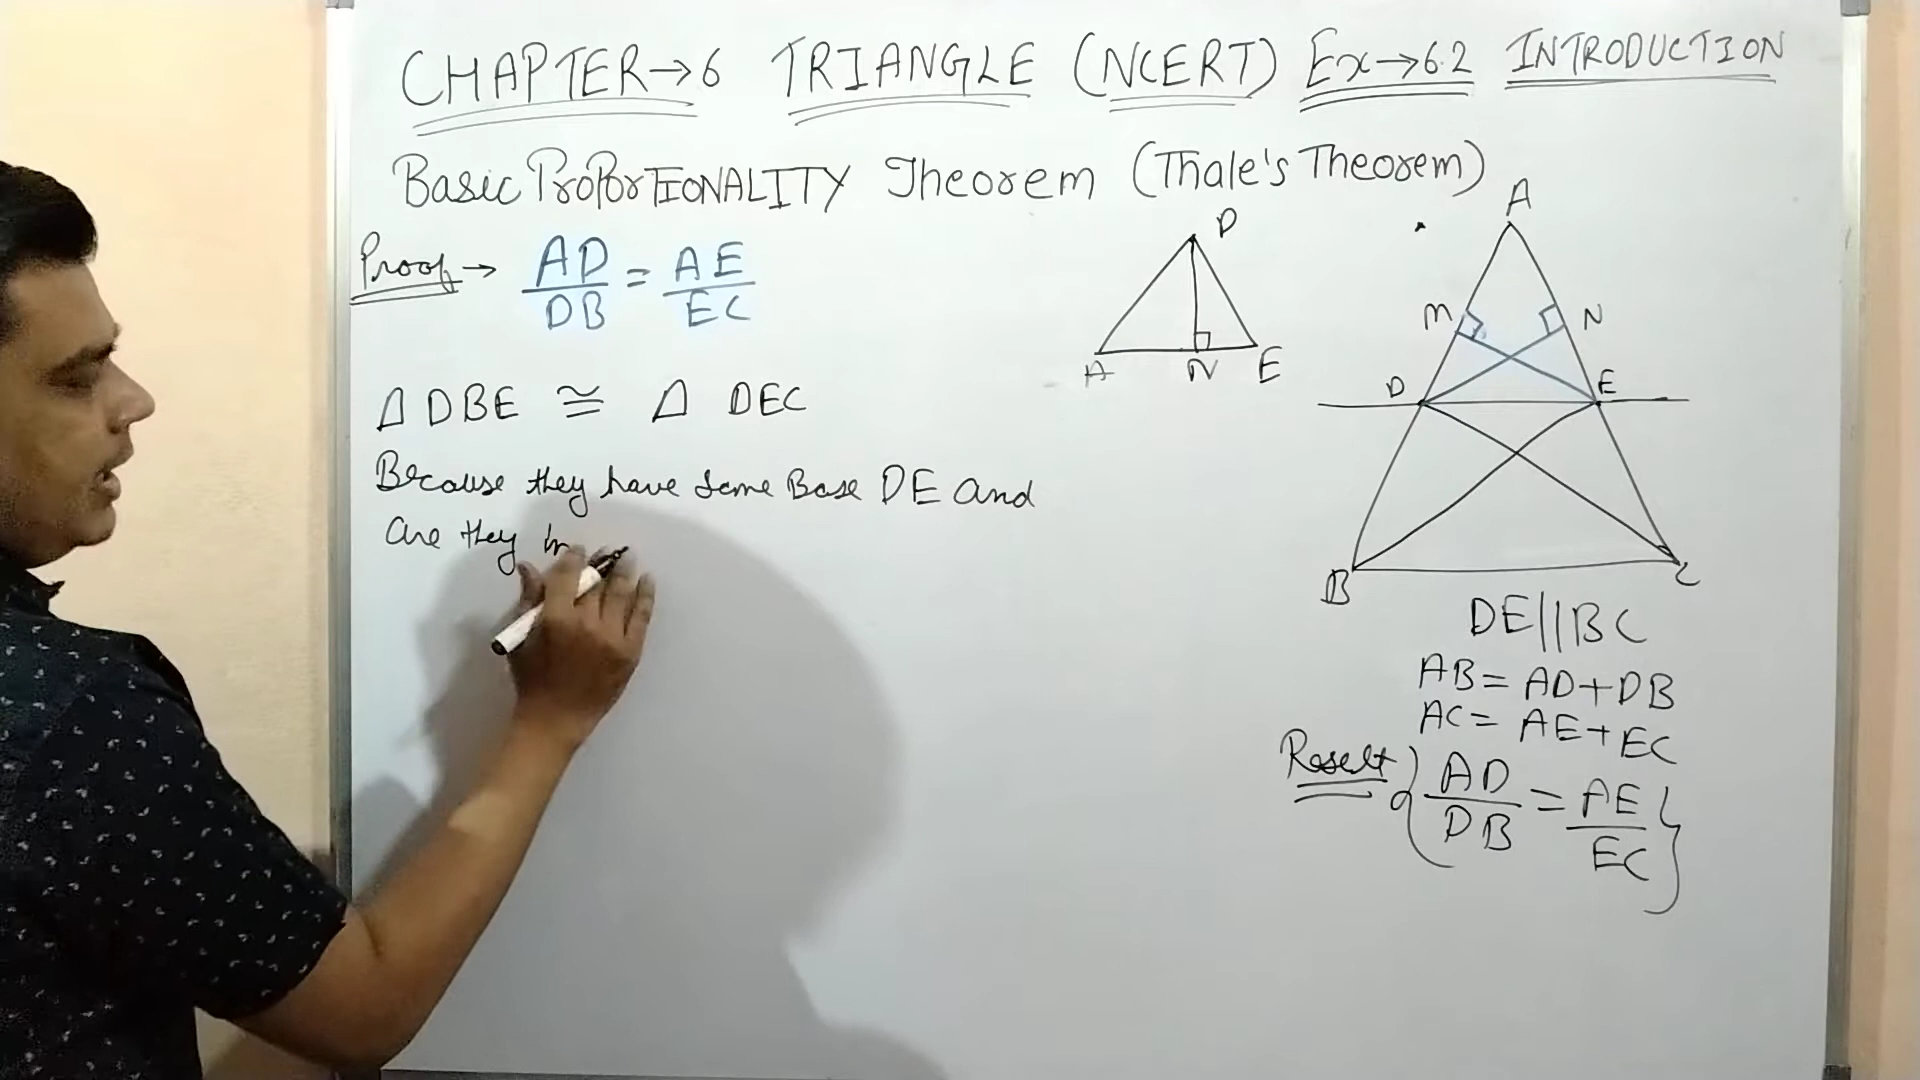 CHAPTER→6 TRIANGLE (NCERT) Ex→6.2 INTRODUCTION
Basic PROPORTIONALITY Theorem (Thale's Theorem)
Proof → AD/DB = AE/EC
Δ DBE ≅ Δ DEC
Because they have same Base DE and
are they in
D
A N E
A
M N
D E
B C
DE||BC
AB = AD+DB
AC = AE+EC
Result { AD/DB = AE/EC }